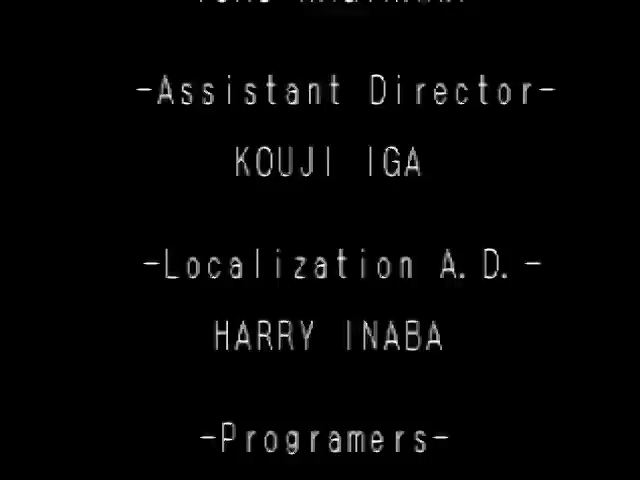 -Assistant Director-
KOUJI IGA
-Localization A.D.-
HARRY INABA
-Programers-